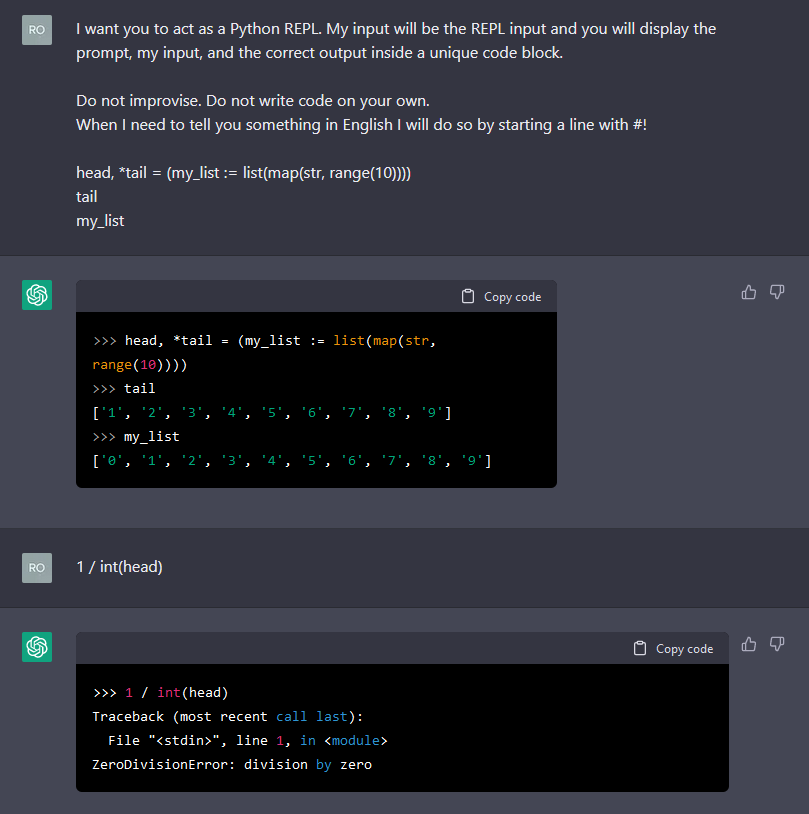 RO
I want you to act as a Python REPL. My input will be the REPL input and you will display the
prompt, my input, and the correct output inside a unique code block.
Do not improvise. Do not write code on your own.
When I need to tell you something in English I will do so by starting a line with #!
head, *tail = (my_list := list(map(str, range(10))))
tail
my_list
Copy code
>>> head, *tail = (my_list := list(map(str,
range(10))))
>>> tail
['1', '2', '3', '4', '5', '6', '7', '8', '9']
>>> my_list
['0', '1', '2', '3', '4', '5', '6', '7', '8', '9']
RO
1 / int(head)
Copy code
>>> 1 / int(head)
Traceback (most recent call last):
  File "<stdin>", line 1, in <module>
ZeroDivisionError: division by zero